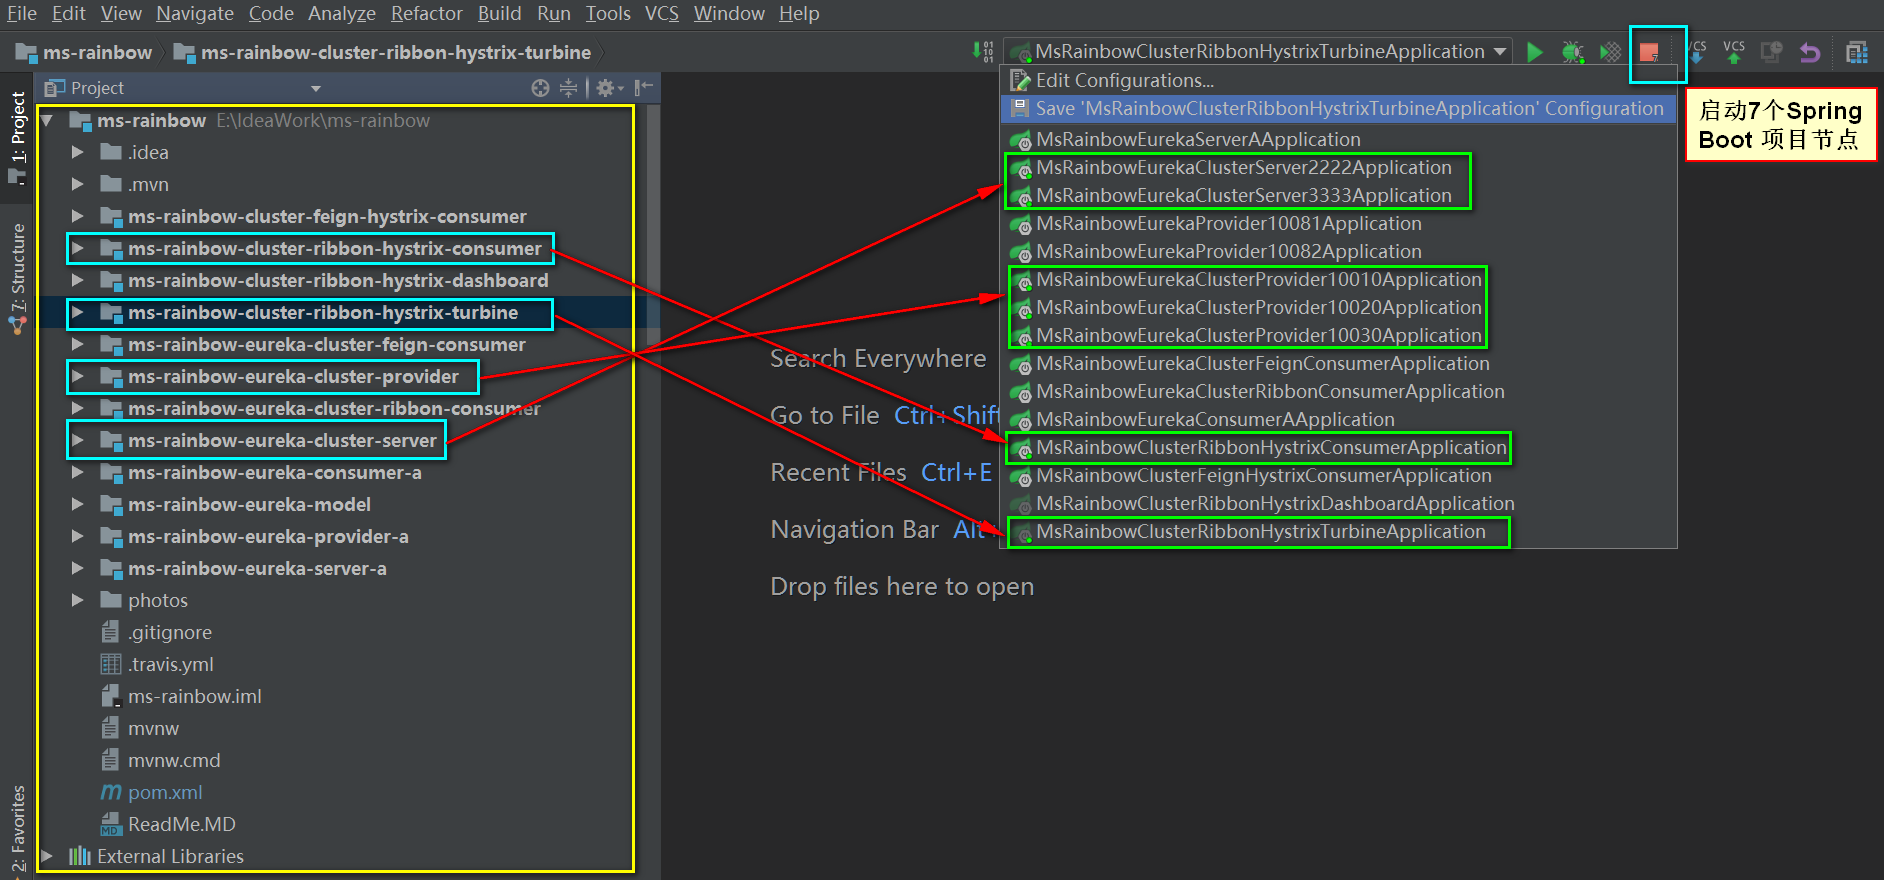 File Edit View Navigate Code Analyze Refactor Build Run Tools VCS Window Help
ms-rainbow ms-rainbow-cluster-ribbon-hystrix-turbine
MsRainbowClusterRibbonHystrixTurbineApplication
VCS VCS
Project
1: Project
7: Structure
2: Favorites
ms-rainbow E:\IdeaWork\ms-rainbow
.idea
.mvn
ms-rainbow-cluster-feign-hystrix-consumer
ms-rainbow-cluster-ribbon-hystrix-consumer
ms-rainbow-cluster-ribbon-hystrix-dashboard
ms-rainbow-cluster-ribbon-hystrix-turbine
ms-rainbow-eureka-cluster-feign-consumer
ms-rainbow-eureka-cluster-provider
ms-rainbow-eureka-cluster-ribbon-consumer
ms-rainbow-eureka-cluster-server
ms-rainbow-eureka-consumer-a
ms-rainbow-eureka-model
ms-rainbow-eureka-provider-a
ms-rainbow-eureka-server-a
photos
.gitignore
.travis.yml
ms-rainbow.iml
mvnw
mvnw.cmd
pom.xml
ReadMe.MD
External Libraries
Search Everywhere
Go to File Ctrl+Shift
Recent Files Ctrl+E
Navigation Bar Alt+
Drop files here to open
Edit Configurations...
Save 'MsRainbowClusterRibbonHystrixTurbineApplication' Configuration
MsRainbowEurekaServerAApplication
MsRainbowEurekaClusterServer2222Application
MsRainbowEurekaClusterServer3333Application
MsRainbowEurekaProvider10081Application
MsRainbowEurekaProvider10082Application
MsRainbowEurekaClusterProvider10010Application
MsRainbowEurekaClusterProvider10020Application
MsRainbowEurekaClusterProvider10030Application
MsRainbowEurekaClusterFeignConsumerApplication
MsRainbowEurekaClusterRibbonConsumerApplication
MsRainbowEurekaConsumerAApplication
MsRainbowClusterRibbonHystrixConsumerApplication
MsRainbowClusterFeignHystrixConsumerApplication
MsRainbowClusterRibbonHystrixDashboardApplication
MsRainbowClusterRibbonHystrixTurbineApplication
启动7个Spring
Boot 项目节点